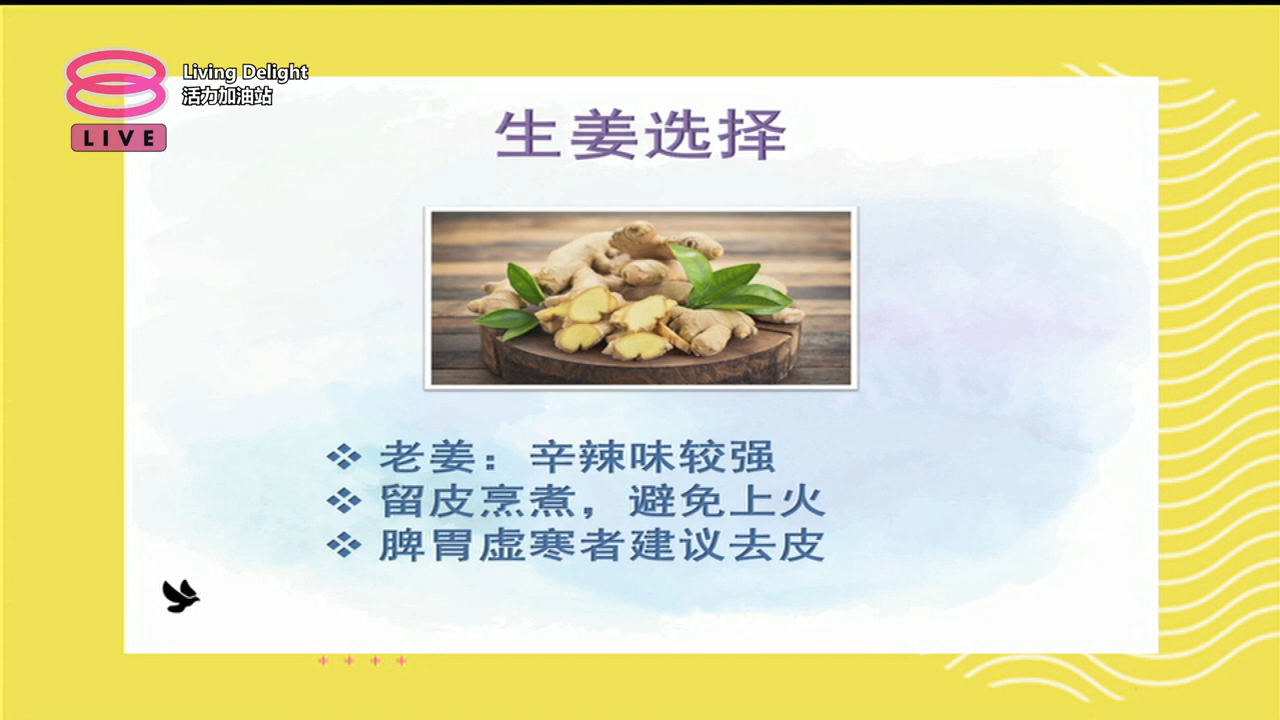 Living Delight
活力加油站
LIVE
生姜选择
老姜：辛辣味较强
留皮烹煮，避免上火
脾胃虚寒者建议去皮